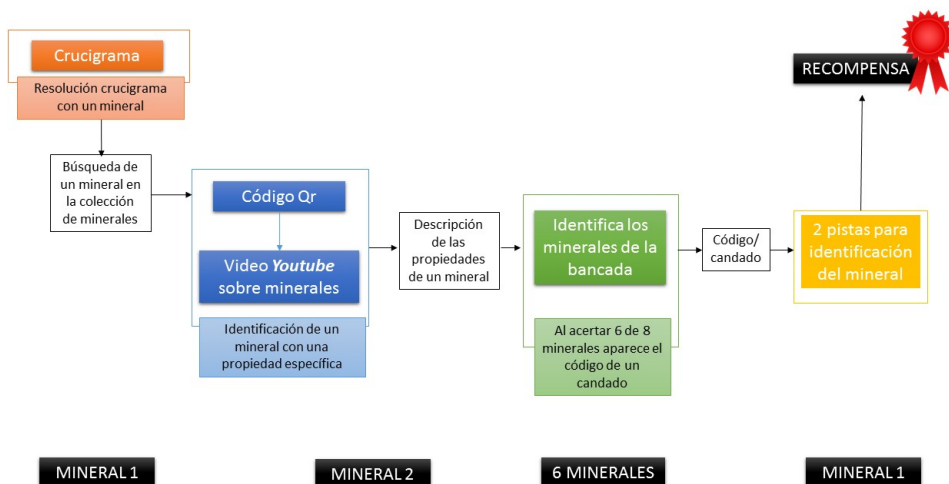 Crucigrama
Resolución crucigrama
con un mineral
Búsqueda de
un mineral en
la colección
de minerales
Código Qr
Video Youtube
sobre minerales
Identificación de un
mineral con una
propiedad específica
Descripción
de las
propiedades
de un mineral
Identifica los
minerales de la
bancada
Al acertar 6 de 8
minerales aparece el
código de un
candado
Código/
candado
2 pistas para
identificación
del mineral
RECOMPENSA
MINERAL 1
MINERAL 2
6 MINERALES
MINERAL 1